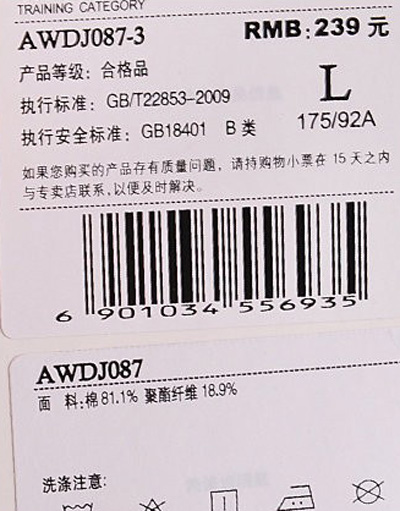 TRAINING CATEGORY
AWDJ087-3
RMB:239 元
产品等级：合格品
执行标准：GB/T22853-2009
L
执行安全标准：GB18401 B 类
175/92A
如果您购买的产品存有质量问题，请持购物小票在 15 天之内
与专卖店联系,以便及时解决。
6 901034 556935
AWDJ087
面 料:棉81.1% 聚酯纤维 18.9%
洗涤注意: